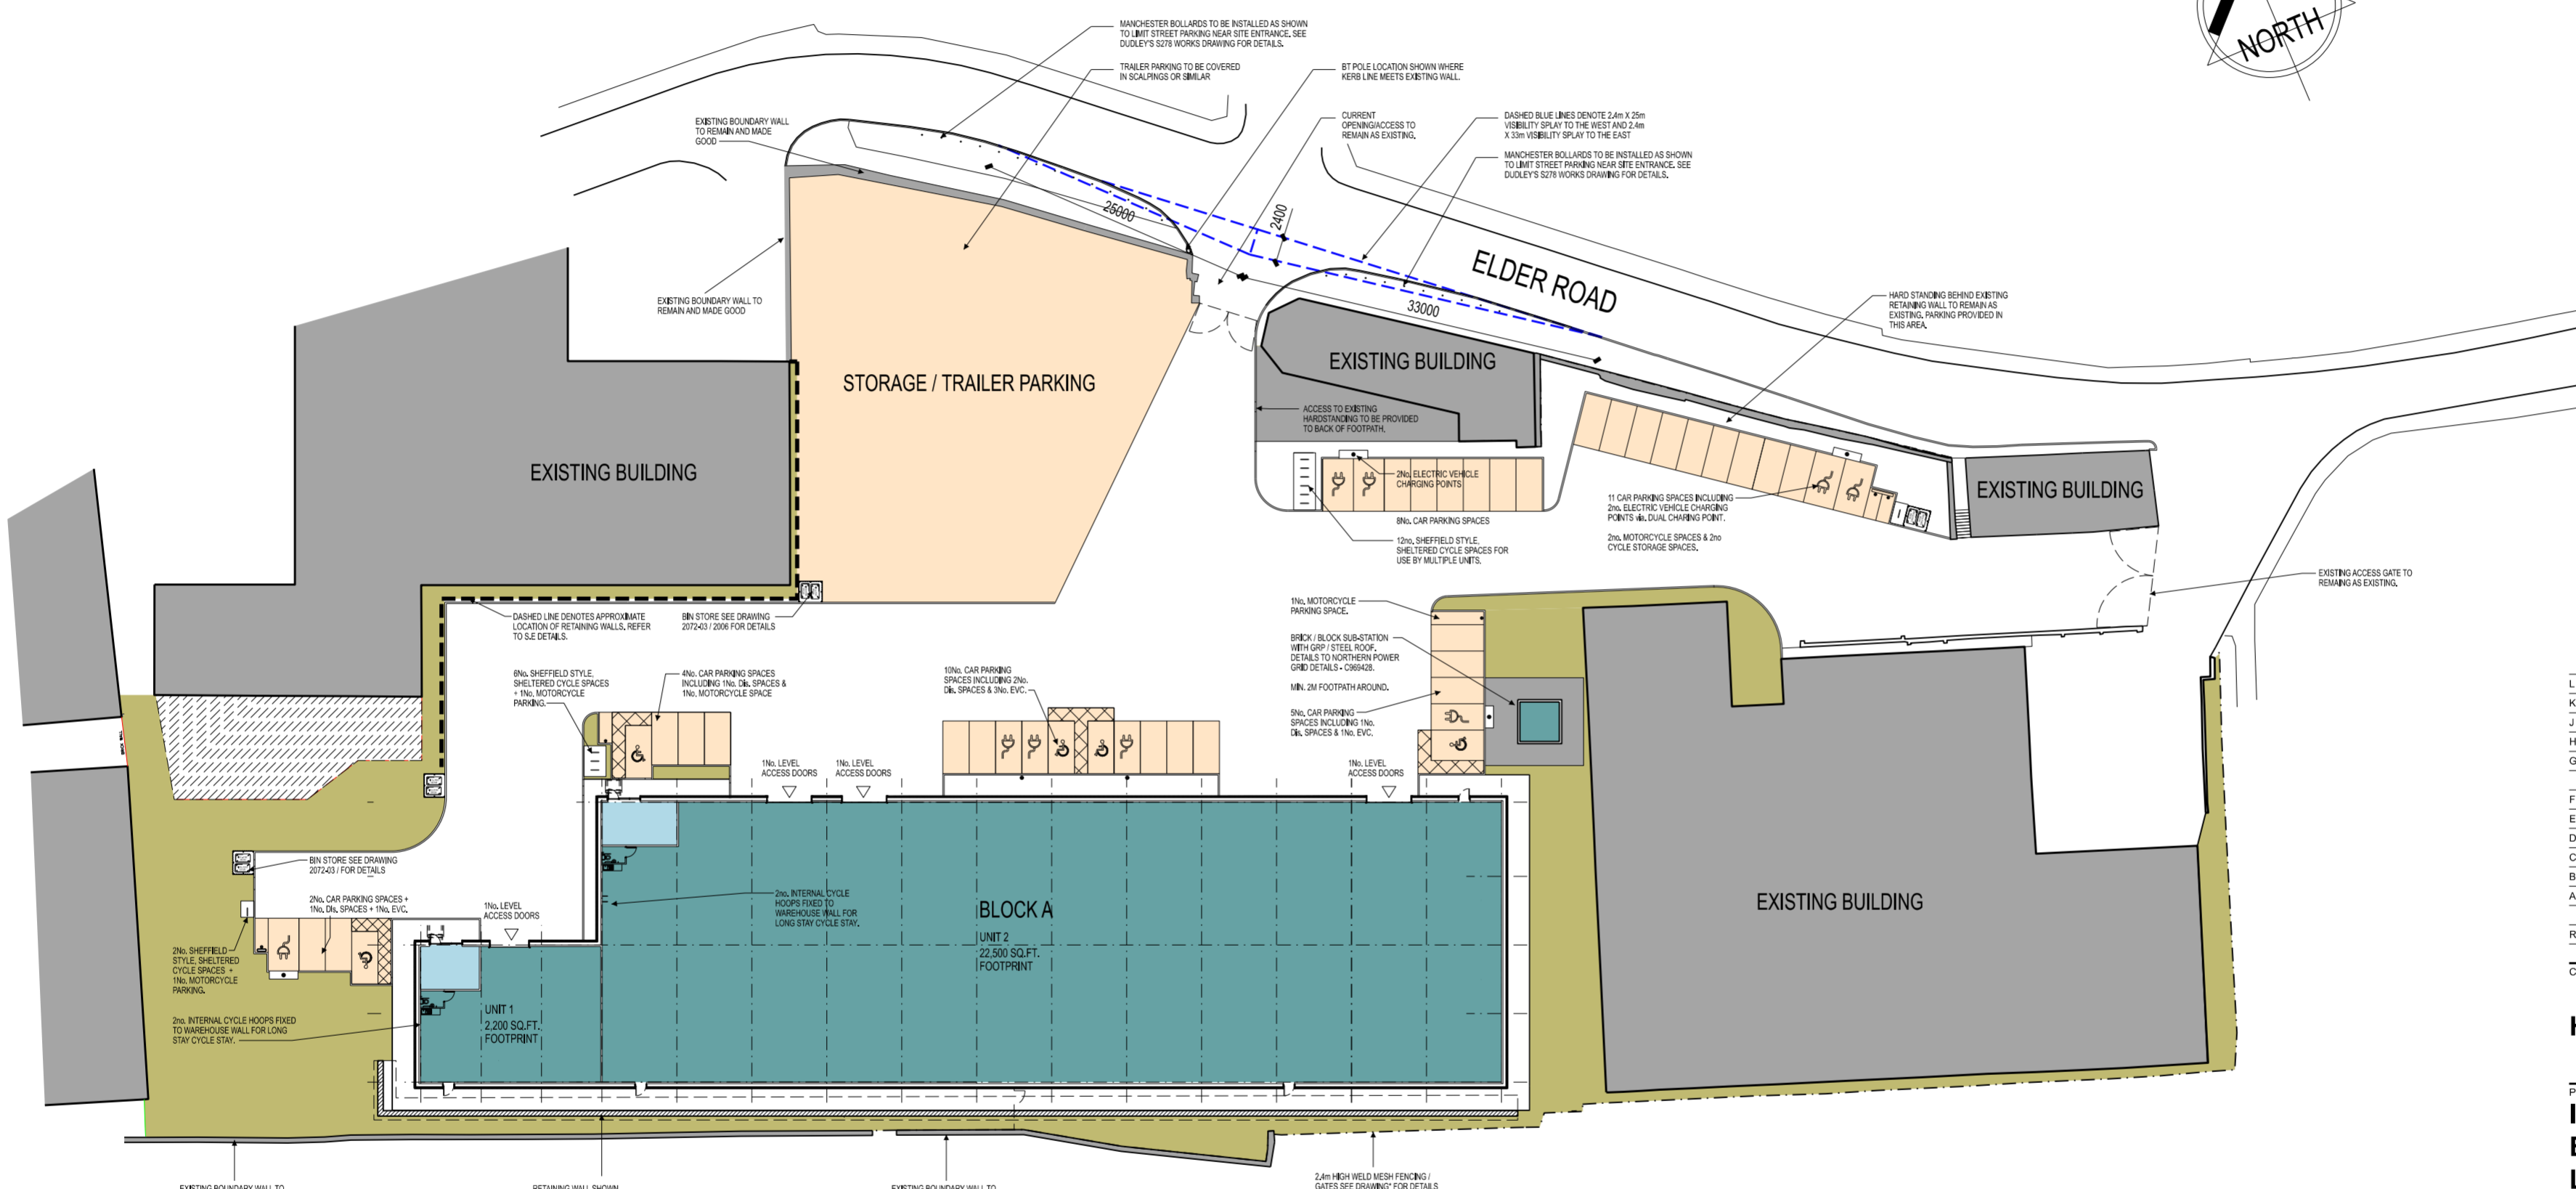 NORTH
MANCHESTER BOLLARDS TO BE INSTALLED AS SHOWN
TO LIMIT STREET PARKING NEAR SITE ENTRANCE. SEE
DUDLEY'S S278 WORKS DRAWING FOR DETAILS.
TRAILER PARKING TO BE COVERED
IN SCALPINGS OR SIMILAR
BT POLE LOCATION SHOWN WHERE
KERB LINE MEETS EXISTING WALL.
EXISTING BOUNDARY WALL
TO REMAIN AND MADE
GOOD
CURRENT
OPENING/ACCESS TO
REMAIN AS EXISTING.
DASHED BLUE LINES DENOTE 2.4m X 25m
VISIBILITY SPLAY TO THE WEST AND 2.4m
X 33m VISIBILITY SPLAY TO THE EAST
MANCHESTER BOLLARDS TO BE INSTALLED AS SHOWN
TO LIMIT STREET PARKING NEAR SITE ENTRANCE. SEE
DUDLEY'S S278 WORKS DRAWING FOR DETAILS.
25000
2400
33000
ELDER ROAD
EXISTING BOUNDARY WALL TO
REMAIN AND MADE GOOD
HARD STANDING BEHIND EXISTING
RETAINING WALL TO REMAIN AS
EXISTING. PARKING PROVIDED IN
THIS AREA.
STORAGE / TRAILER PARKING
EXISTING BUILDING
ACCESS TO EXISTING
HARDSTANDING TO BE PROVIDED
TO BACK OF FOOTPATH.
EXISTING BUILDING
2No. ELECTRIC VEHICLE
CHARGING POINTS
8No. CAR PARKING SPACES
12no. SHEFFIELD STYLE,
SHELTERED CYCLE SPACES FOR
USE BY MULTIPLE UNITS.
11 CAR PARKING SPACES INCLUDING
2no. ELECTRIC VEHICLE CHARGING
POINTS via. DUAL CHARING POINT.
2no. MOTORCYCLE SPACES & 2no
CYCLE STORAGE SPACES.
EXISTING BUILDING
EXISTING ACCESS GATE TO
REMAING AS EXISTING.
DASHED LINE DENOTES APPROXIMATE
LOCATION OF RETAINING WALLS, REFER
TO S.E DETAILS.
BIN STORE SEE DRAWING
2072-03 / 2006 FOR DETAILS
1No. MOTORCYCLE
PARKING SPACE.
BRICK / BLOCK SUB-STATION
WITH GRP / STEEL ROOF.
DETAILS TO NORTHERN POWER
GRID DETAILS - C969428.
MIN. 2M FOOTPATH AROUND.
5No. CAR PARKING
SPACES INCLUDING 1No.
Dis. SPACES & 1No. EVC.
6No. SHEFFIELD STYLE,
SHELTERED CYCLE SPACES
+ 1No. MOTORCYCLE
PARKING.
4No. CAR PARKING SPACES
INCLUDING 1No. Dis. SPACES &
1No. MOTORCYCLE SPACE
10No. CAR PARKING
SPACES INCLUDING 2No.
Dis. SPACES & 3No. EVC.
1No. LEVEL
ACCESS DOORS
1No. LEVEL
ACCESS DOORS
1No. LEVEL
ACCESS DOORS
BIN STORE SEE DRAWING
2072-03 / FOR DETAILS
2No. CAR PARKING SPACES +
1No. Dis. SPACES + 1No. EVC.
1No. LEVEL
ACCESS DOORS
2No. SHEFFIELD
STYLE, SHELTERED
CYCLE SPACES +
1No. MOTORCYCLE
PARKING.
2no. INTERNAL CYCLE HOOPS FIXED
TO WAREHOUSE WALL FOR LONG
STAY CYCLE STAY.
2no. INTERNAL CYCLE
HOOPS FIXED TO
WAREHOUSE WALL FOR
LONG STAY CYCLE STAY.
BLOCK A
UNIT 2
22,500 SQ.FT.
FOOTPRINT
UNIT 1
2,200 SQ.FT.
FOOTPRINT
EXISTING BUILDING
EXISTING BOUNDARY WALL TO
RETAINING WALL SHOWN
EXISTING BOUNDARY WALL TO
2.4m HIGH WELD MESH FENCING /
GATES SEE DRAWING* FOR DETAILS
L
K
J
H
G
F
E
D
C
B
A
R
C
P